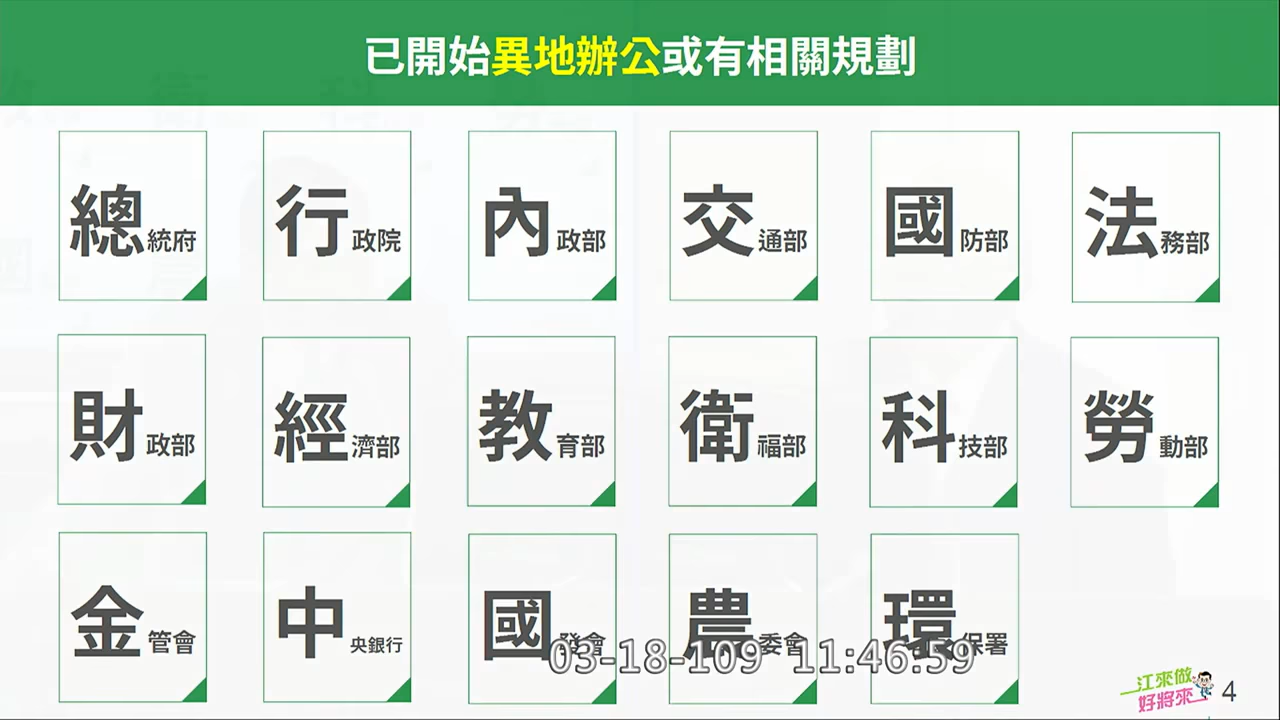 已開始異地辦公或有相關規劃
總統府
行政院
內政部
交通部
國防部
法務部
財政部
經濟部
教育部
衛福部
科技部
勞動部
金管會
中央銀行
國發會
農委會
環保署
03-18-109 11:46:59
江來做
好將來
4